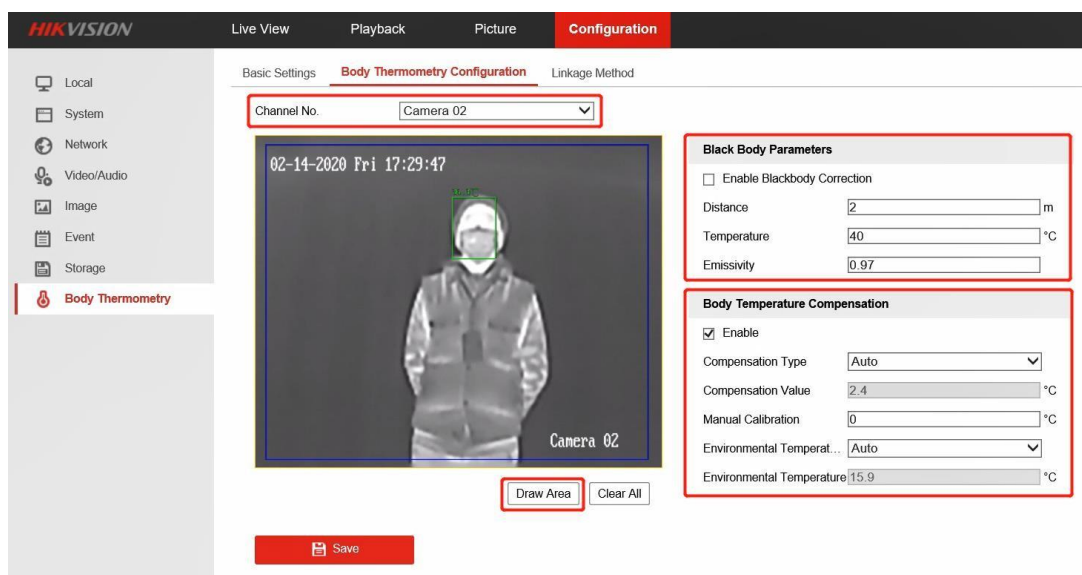 HIKVISION
Live View Playback Picture Configuration
Local
System
Network
Video/Audio
Image
Event
Storage
Body Thermometry
Basic Settings Body Thermometry Configuration Linkage Method
Channel No. Camera 02
02-14-2020 Fri 17:29:47
Camera 02
Draw Area Clear All
Save
Black Body Parameters
Enable Blackbody Correction
Distance 2 m
Temperature 40 °C
Emissivity 0.97
Body Temperature Compensation
Enable
Compensation Type Auto
Compensation Value 2.4 °C
Manual Calibration 0 °C
Environmental Temperat... Auto
Environmental Temperature 15.9 °C